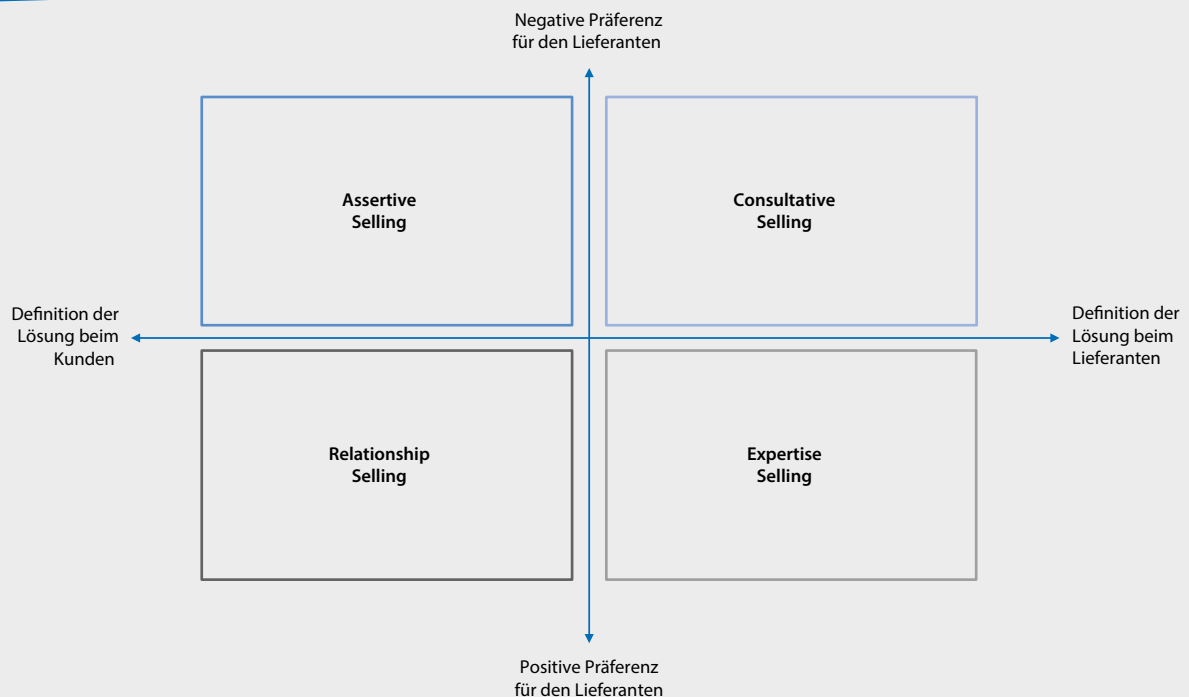 Negative Präferenz
für den Lieferanten
Assertive
Selling
Consultative
Selling
Definition der
Lösung beim
Kunden
Definition der
Lösung beim
Lieferanten
Relationship
Selling
Expertise
Selling
Positive Präferenz
für den Lieferanten